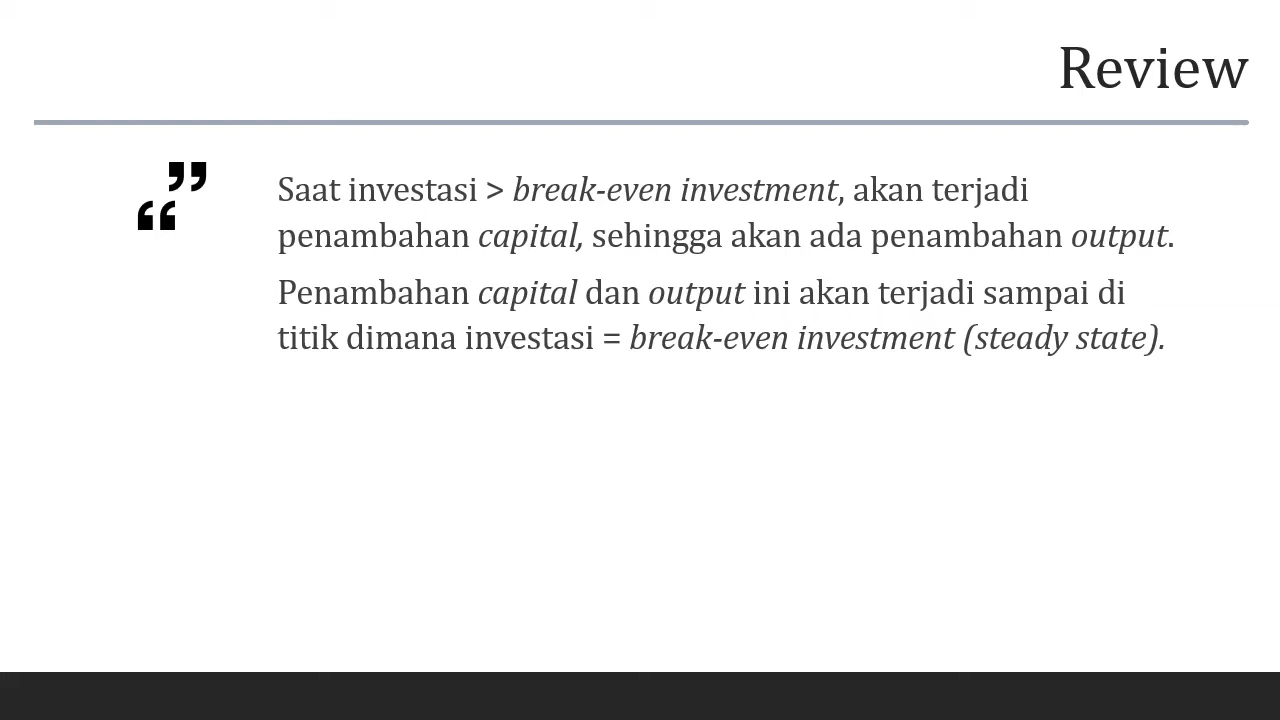 Review
Saat investasi > break-even investment, akan terjadi
penambahan capital, sehingga akan ada penambahan output.
Penambahan capital dan output ini akan terjadi sampai di
titik dimana investasi = break-even investment (steady state).